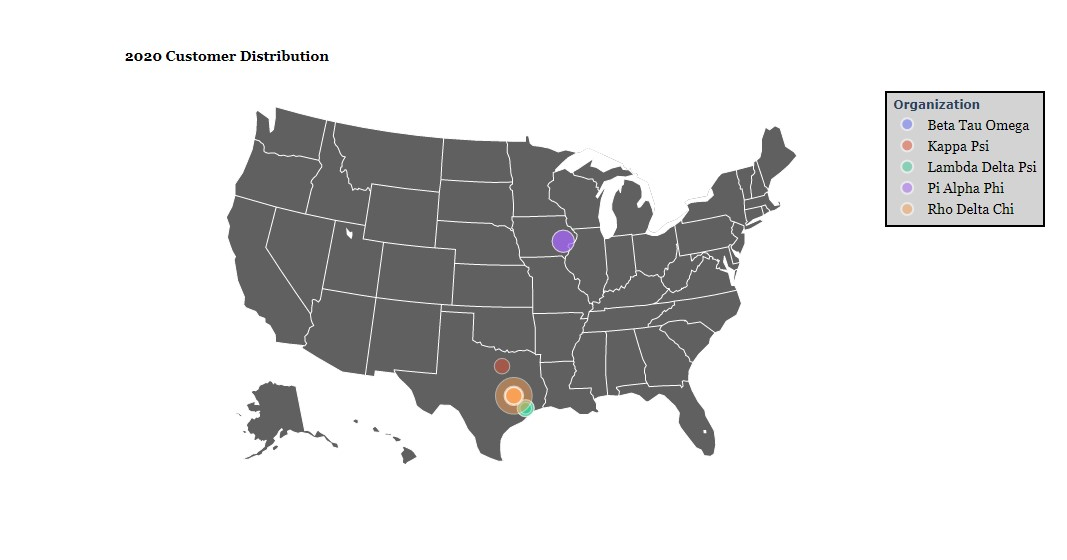 2020 Customer Distribution
Organization
Beta Tau Omega
Kappa Psi
Lambda Delta Psi
Pi Alpha Phi
Rho Delta Chi